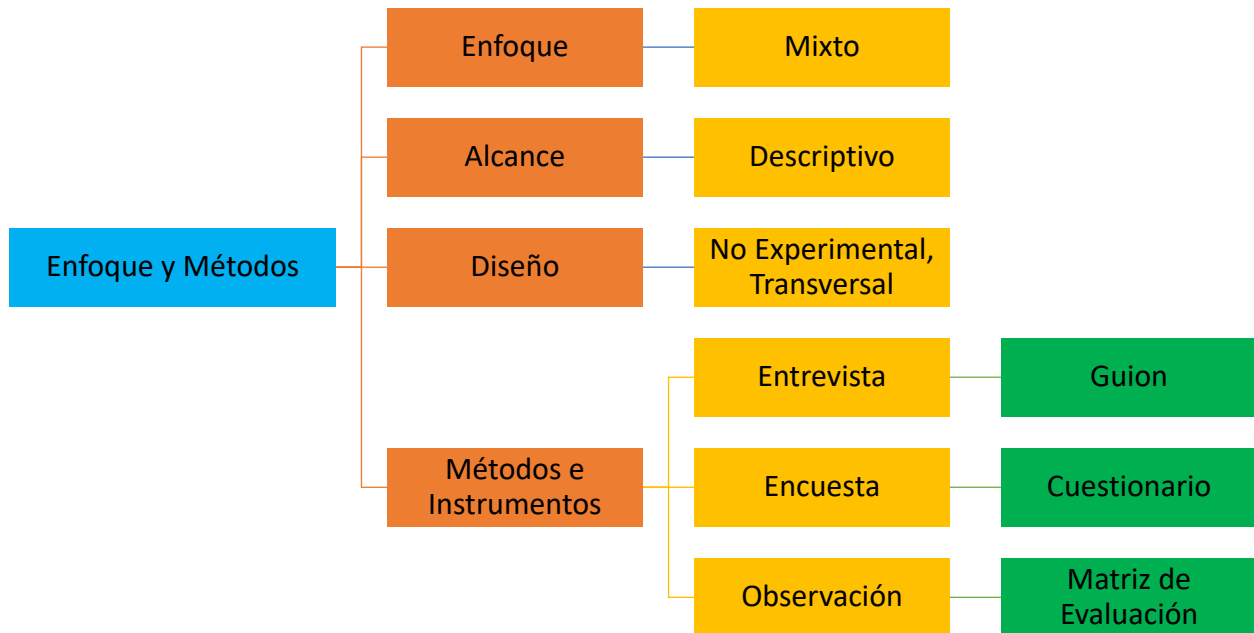 Enfoque
Mixto
Alcance
Descriptivo
Enfoque y Métodos
Diseño
No Experimental,
Transversal
Entrevista
Guion
Métodos e
Instrumentos
Encuesta
Cuestionario
Observación
Matriz de
Evaluación